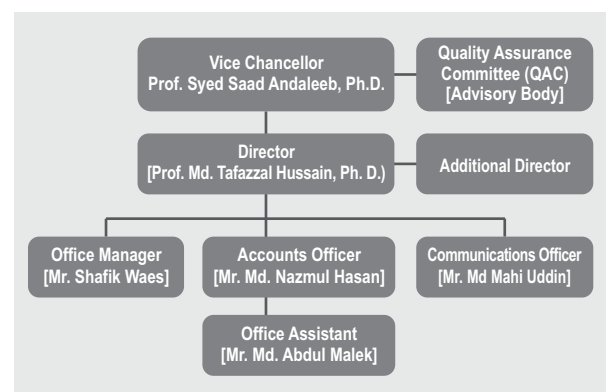 Vice Chancellor
Prof. Syed Saad Andaleeb, Ph.D.
Quality Assurance
Committee (QAC)
[Advisory Body]
Director
[Prof. Md. Tafazzal Hussain, Ph. D.)
Additional Director
Office Manager
[Mr. Shafik Waes]
Accounts Officer
[Mr. Md. Nazmul Hasan]
Communications Officer
[Mr. Md Mahi Uddin]
Office Assistant
[Mr. Md. Abdul Malek]